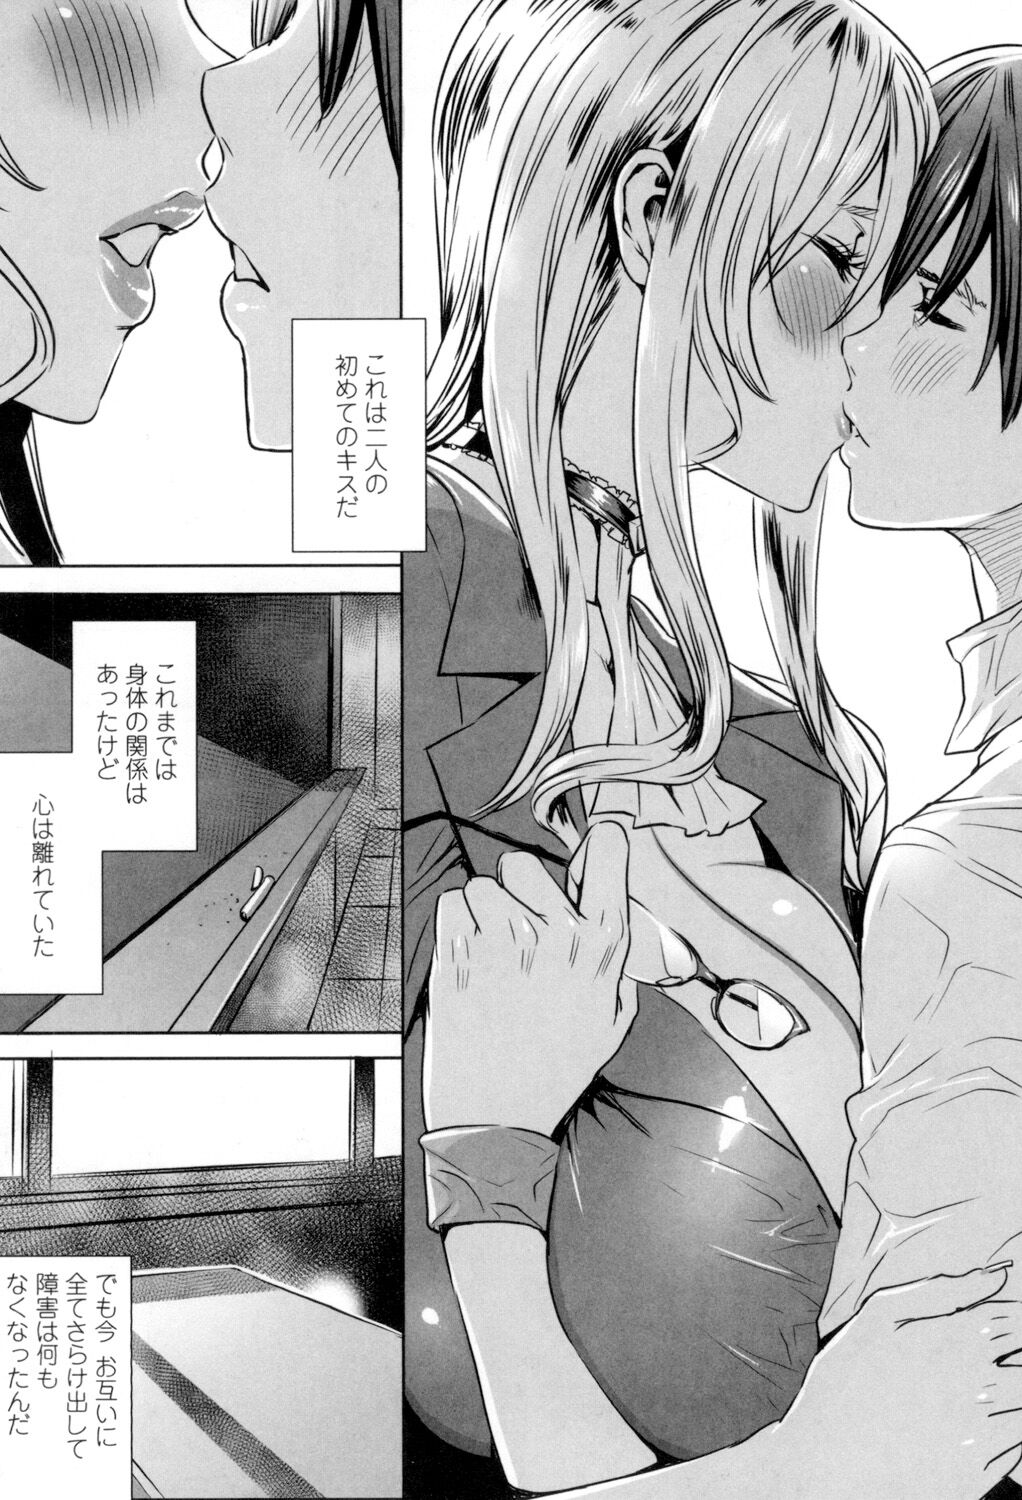 これは二人の
初めてのキスだ
これまでは
身体の関係は
あったけど
心は離れていた
でも今 お互いに
全てさらけ出して
障害は何も
なくなったんだ